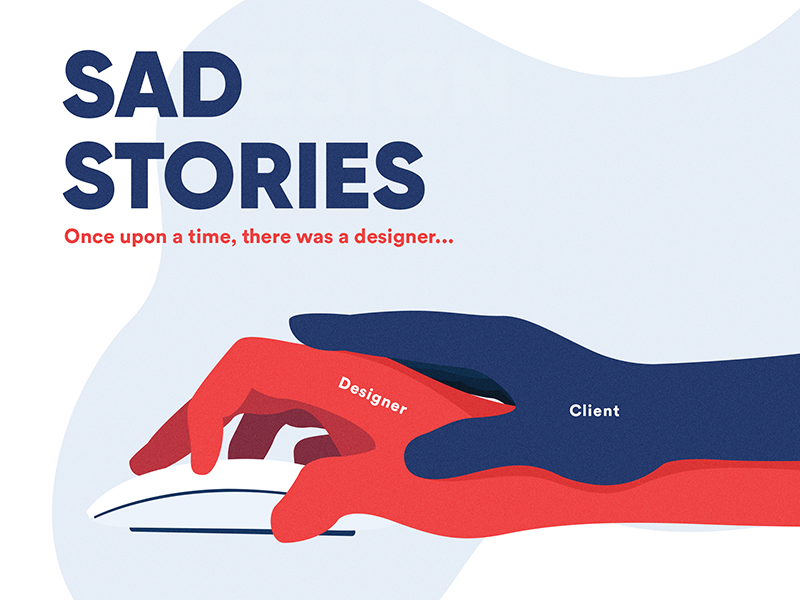 SAD
STORIES
Once upon a time, there was a designer...
Designer
Client